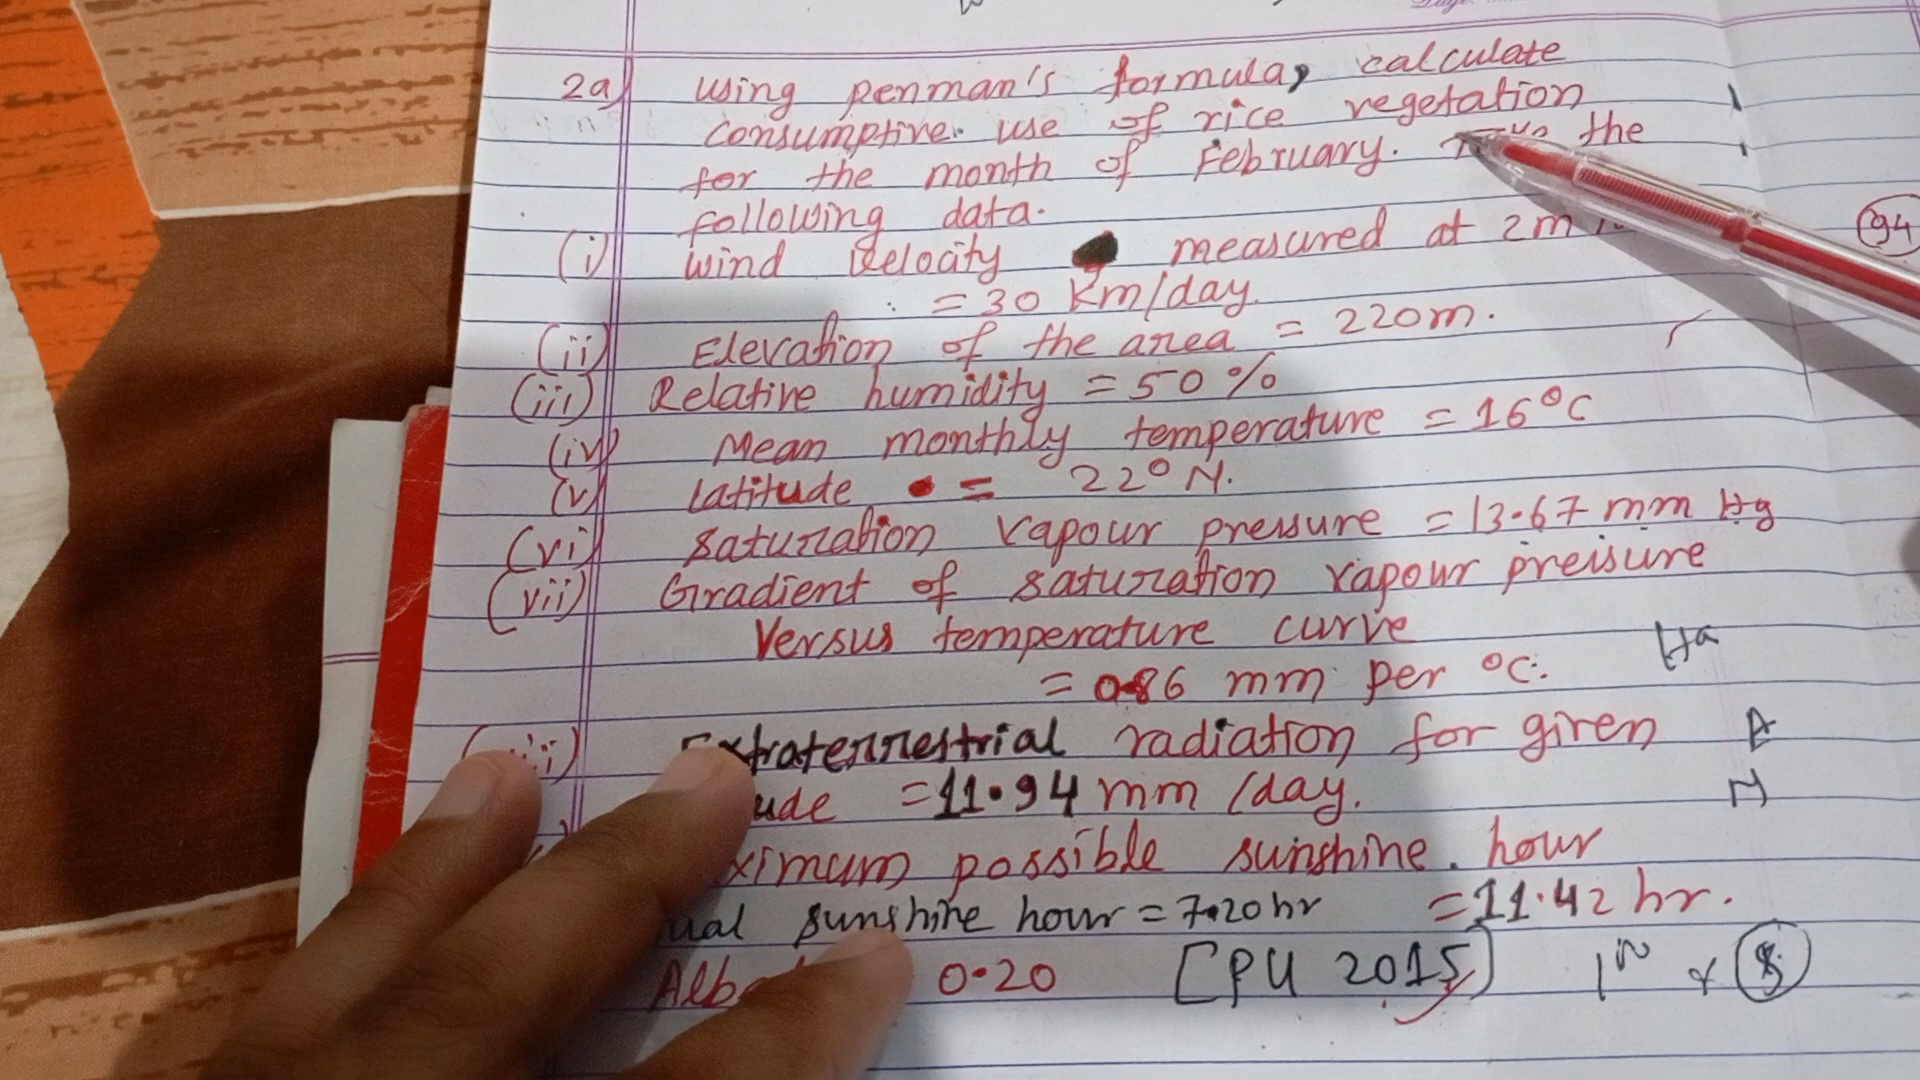 2a) Using penman's formula, calculate
consumptive use of rice vegetation
for the month of February. the
following data.
(i) Wind velocity measured at 2m
= 30 Km/day.
(ii) Elevation of the area = 220m.
(iii) Relative humidity = 50%
(iv) Mean monthly temperature = 16°C
(v) Latitude = 22°N.
(vi) saturation vapour pressure = 13.67 mm Hg
(vii) Gradient of saturation vapour pressure
Versus temperature curve
= 0.86 mm per °C.
Ha
Extraterrestrial radiation for given
A
ude = 11.94 mm/day.
N
ximum possible sunshine hour
= 11.42 hr.
ual sunshine hour = 7.20 hr
Alb 0.20 [PU 2015]
94